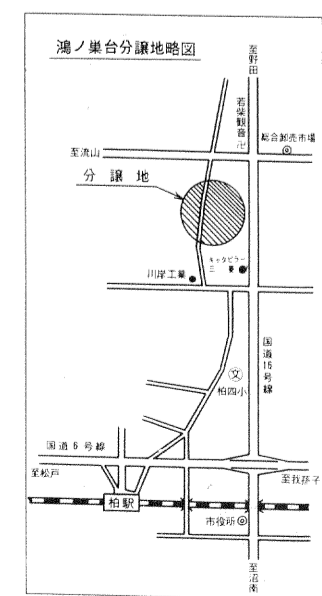 鴻ノ巣台分譲地略図
至野田
若柴観音卍
総合卸売市場
至流山
分譲地
キャタピラー
三菱
川岸工業
国道16号線
文
柏四小
国道6号線
至松戸
至我孫子
柏駅
市役所
至沼南